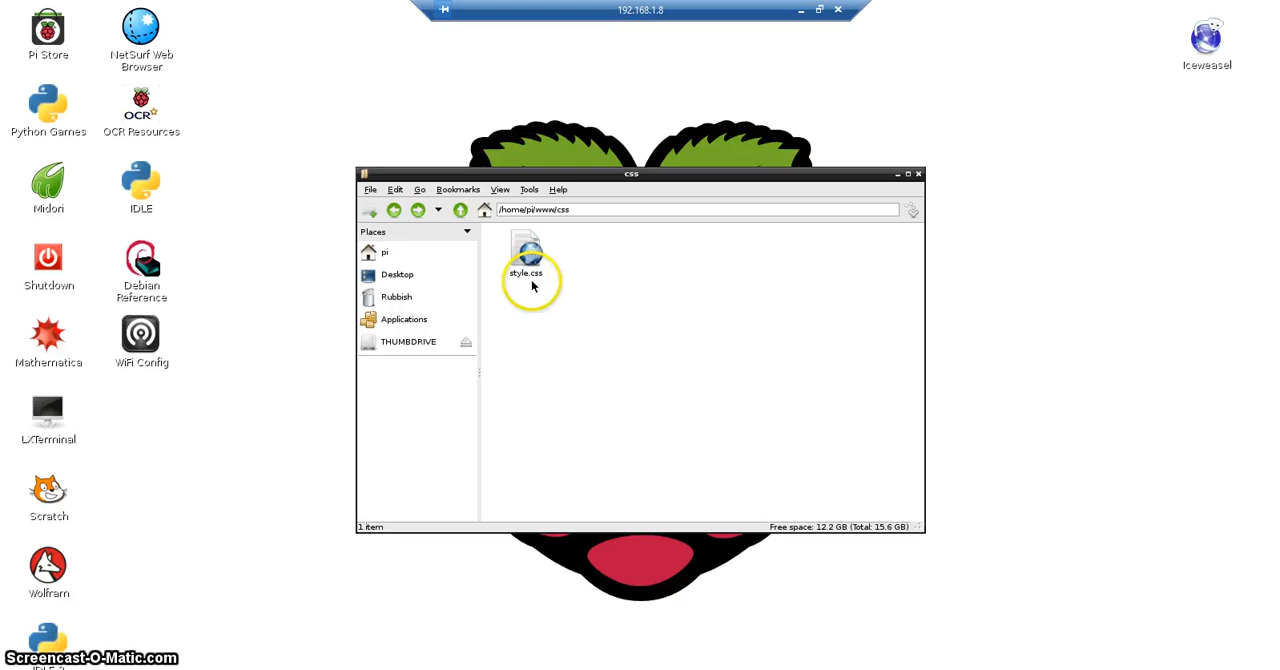 192.168.1.8
Pi Store
NetSurf Web
Browser
Iceweasel
Python Games
OCR
OCR Resources
Midori
IDLE
css
File Edit Go Bookmarks View Tools Help
/home/pi/www/css
Places
pi
Desktop
Rubbish
Applications
THUMBDRIVE
style.css
Shutdown
Debian
Reference
Mathematica
WiFi Config
LXTerminal
Scratch
1 item
Free space: 12.2 GB (Total: 15.6 GB)
Wolfram
IDLE 3
Screencast-O-Matic.com